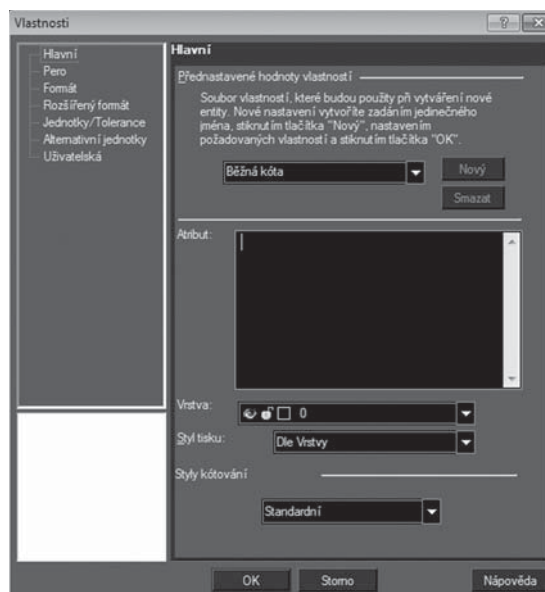 Vlastnosti
Hlavní
Pero
Formát
Rozšířený formát
Jednotky/Tolerance
Alternativní jednotky
Uživatelská
Hlavní
Přednastavené hodnoty vlastností
Soubor vlastností, které budou použity při vytváření nové
entity. Nové nastavení vytvoříte zadáním jedinečného
jména, stiknutím tlačítka "Nový", nastavením
požadovaných vlastností a stiknutím tlačítka "OK".
Běžná kóta
Nový
Smazat
Atribut:
Vrstva:
0
Styl tisku:
Dle Vrstvy
Styly kótování
Standardní
OK
Storno
Nápověda